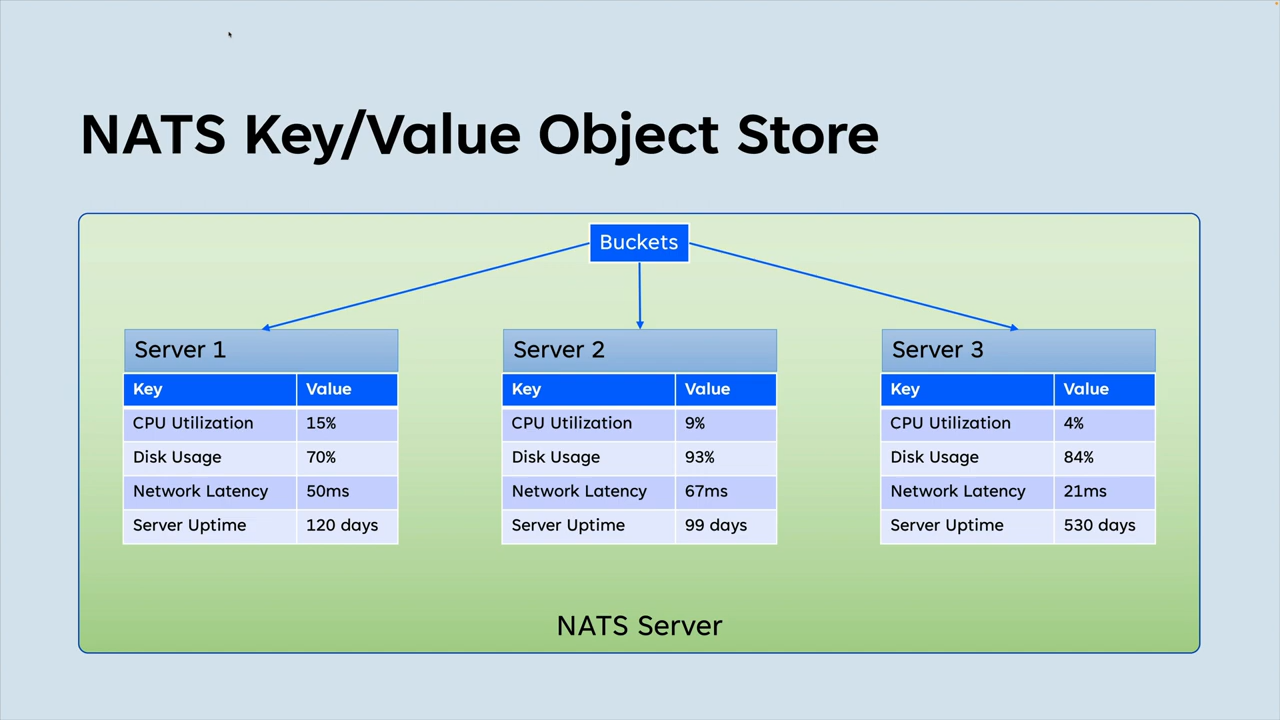 NATS Key/Value Object Store
Buckets
Server 1
Key Value
CPU Utilization 15%
Disk Usage 70%
Network Latency 50ms
Server Uptime 120 days
Server 2
Key Value
CPU Utilization 9%
Disk Usage 93%
Network Latency 67ms
Server Uptime 99 days
Server 3
Key Value
CPU Utilization 4%
Disk Usage 84%
Network Latency 21ms
Server Uptime 530 days
NATS Server